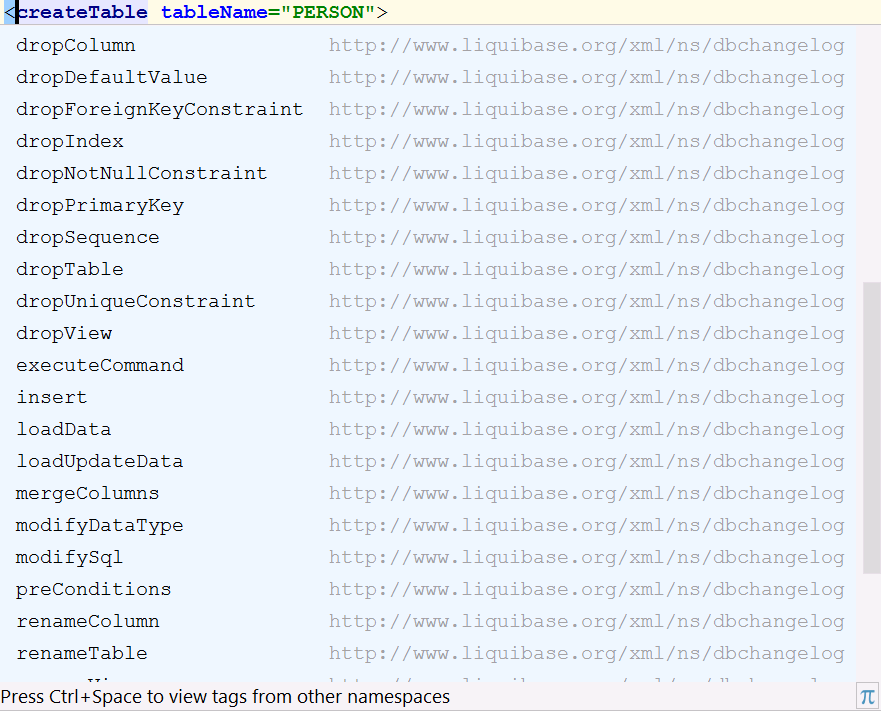 <createTable tableName="PERSON">
dropColumn http://www.liquibase.org/xml/ns/dbchangelog
dropDefaultValue http://www.liquibase.org/xml/ns/dbchangelog
dropForeignKeyConstraint http://www.liquibase.org/xml/ns/dbchangelog
dropIndex http://www.liquibase.org/xml/ns/dbchangelog
dropNotNullConstraint http://www.liquibase.org/xml/ns/dbchangelog
dropPrimaryKey http://www.liquibase.org/xml/ns/dbchangelog
dropSequence http://www.liquibase.org/xml/ns/dbchangelog
dropTable http://www.liquibase.org/xml/ns/dbchangelog
dropUniqueConstraint http://www.liquibase.org/xml/ns/dbchangelog
dropView http://www.liquibase.org/xml/ns/dbchangelog
executeCommand http://www.liquibase.org/xml/ns/dbchangelog
insert http://www.liquibase.org/xml/ns/dbchangelog
loadData http://www.liquibase.org/xml/ns/dbchangelog
loadUpdateData http://www.liquibase.org/xml/ns/dbchangelog
mergeColumns http://www.liquibase.org/xml/ns/dbchangelog
modifyDataType http://www.liquibase.org/xml/ns/dbchangelog
modifySql http://www.liquibase.org/xml/ns/dbchangelog
preConditions http://www.liquibase.org/xml/ns/dbchangelog
renameColumn http://www.liquibase.org/xml/ns/dbchangelog
renameTable http://www.liquibase.org/xml/ns/dbchangelog
Press Ctrl+Space to view tags from other namespaces π